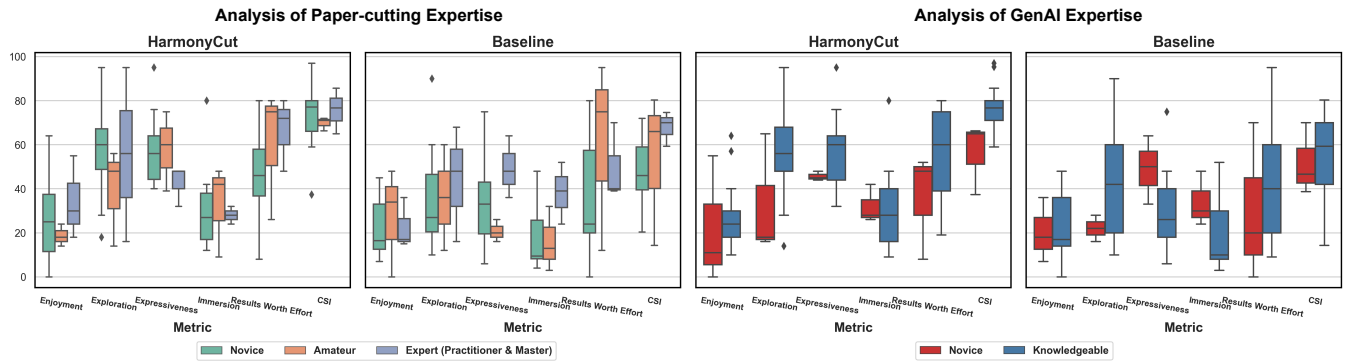 Analysis of Paper-cutting Expertise
Analysis of GenAI Expertise
HarmonyCut
Baseline
HarmonyCut
Baseline
100
80
60
40
20
0
Enjoyment
Exploration
Expressiveness
Immersion
Results Worth Effort
CSI
Enjoyment
Exploration
Expressiveness
Immersion
Results Worth Effort
CSI
Enjoyment
Exploration
Expressiveness
Immersion
Results Worth Effort
CSI
Enjoyment
Exploration
Expressiveness
Immersion
Results Worth Effort
CSI
Metric
Metric
Metric
Metric
Novice Amateur Expert (Practitioner & Master)
Novice Knowledgeable